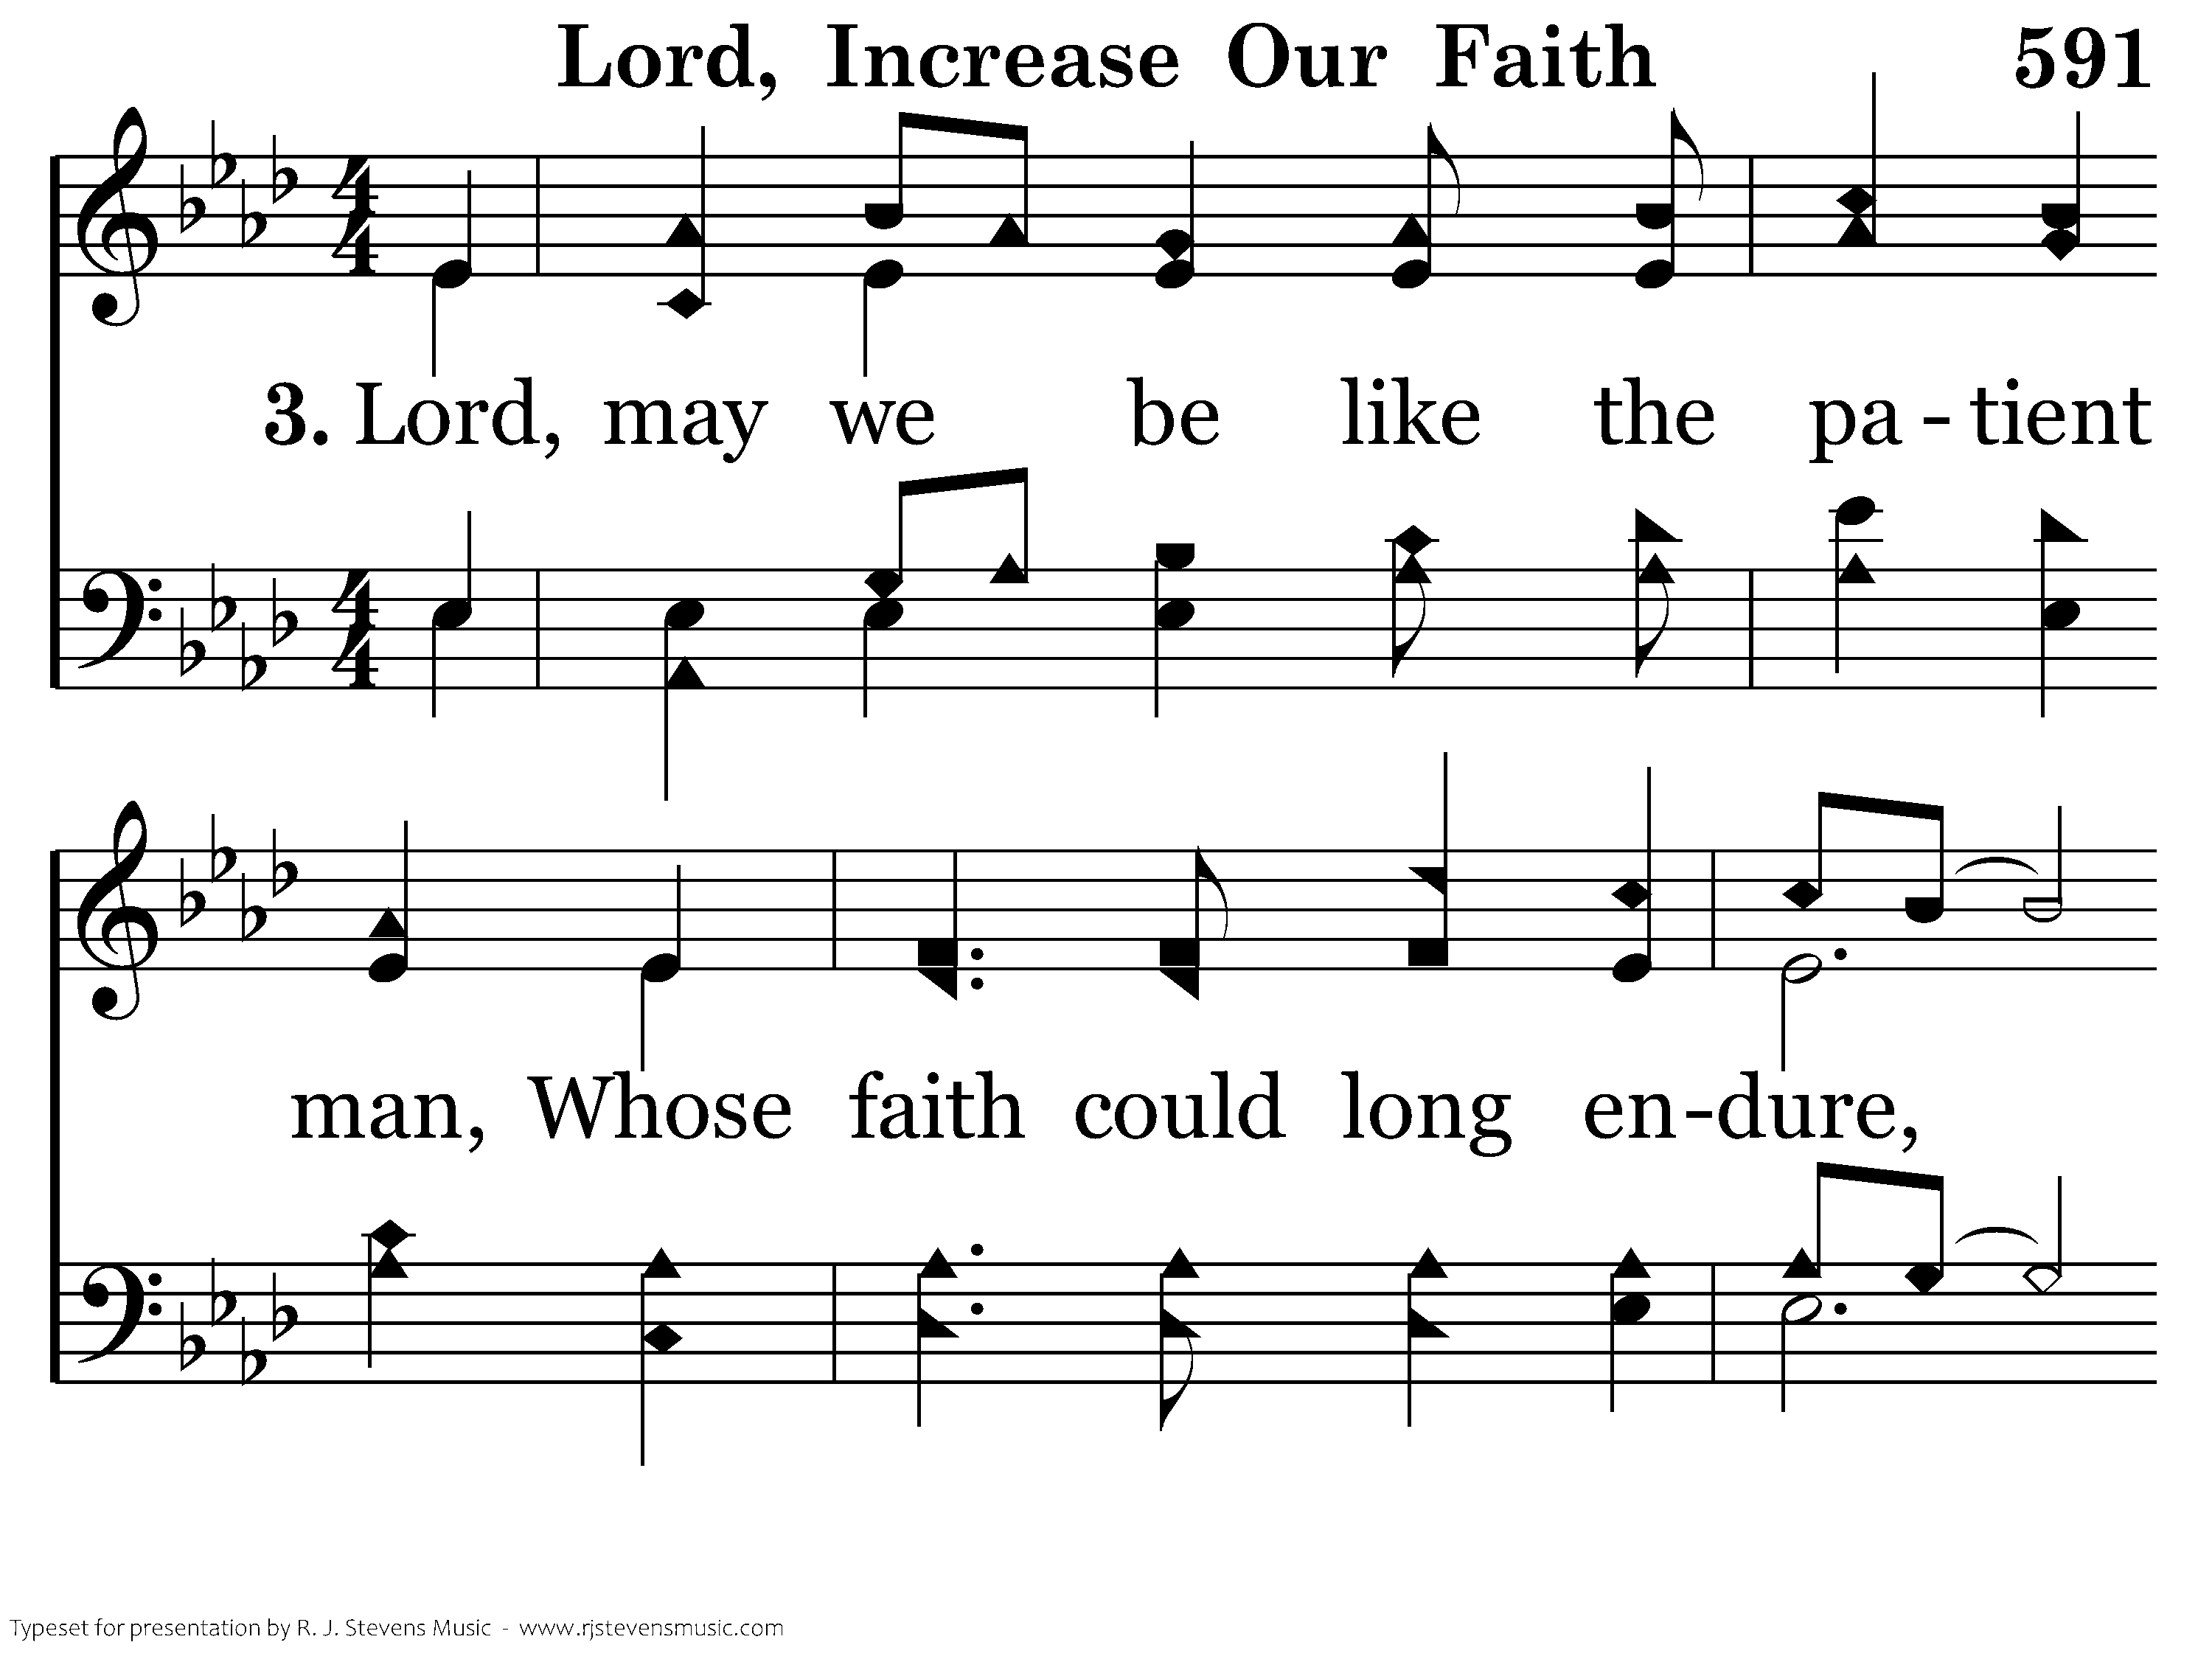 Lord, Increase Our Faith 591
3. Lord, may we be like the pa - tient
man, Whose faith could long en-dure,
Typeset for presentation by R. J. Stevens Music - www.rjstevensmusic.com